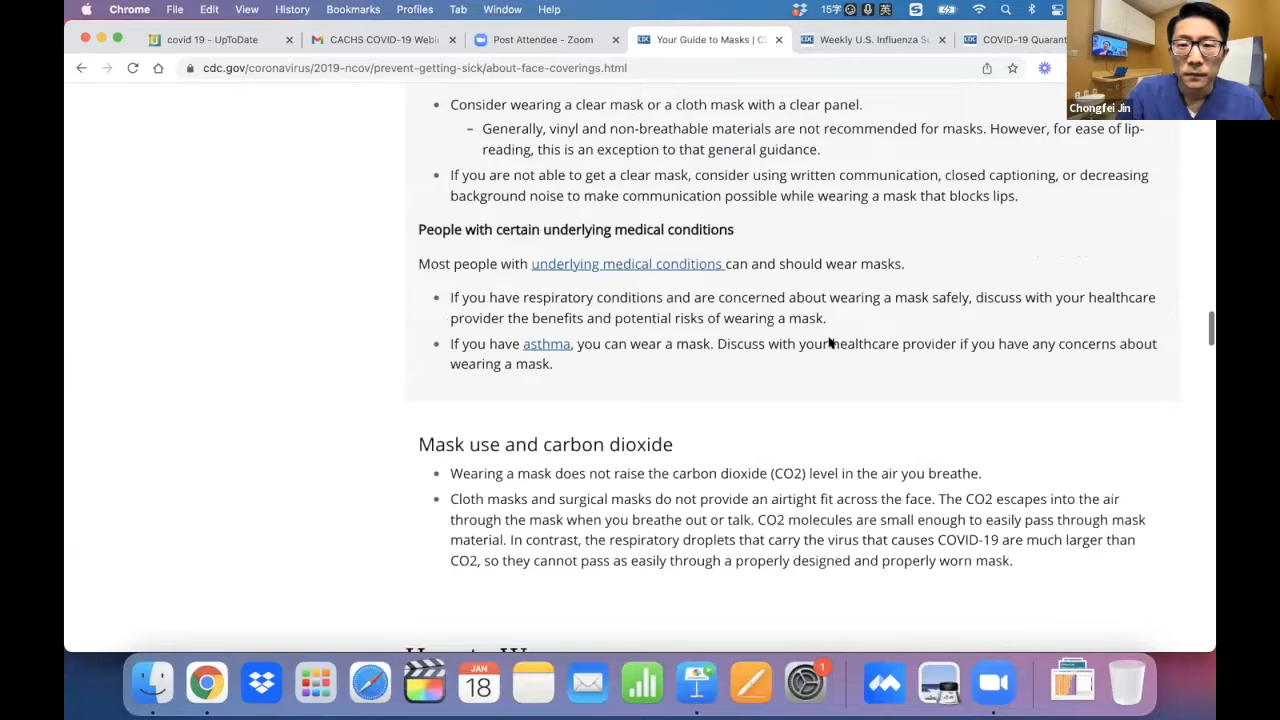 Chrome File Edit View History Bookmarks Profiles Tab Window Help 15字 英
covid 19 - UpToDate CACHS COVID-19 Webi Post Attendee - Zoom Your Guide to Masks | C Weekly U.S. Influenza S COVID-19 Quarant
cdc.gov/coronavirus/2019-ncov/prevent-getting-sick/about-face-coverings.html
Chongfei Jin
• Consider wearing a clear mask or a cloth mask with a clear panel.
– Generally, vinyl and non-breathable materials are not recommended for masks. However, for ease of lip-
reading, this is an exception to that general guidance.
• If you are not able to get a clear mask, consider using written communication, closed captioning, or decreasing
background noise to make communication possible while wearing a mask that blocks lips.
People with certain underlying medical conditions
Most people with underlying medical conditions can and should wear masks.
• If you have respiratory conditions and are concerned about wearing a mask safely, discuss with your healthcare
provider the benefits and potential risks of wearing a mask.
• If you have asthma, you can wear a mask. Discuss with your healthcare provider if you have any concerns about
wearing a mask.
Mask use and carbon dioxide
• Wearing a mask does not raise the carbon dioxide (CO2) level in the air you breathe.
• Cloth masks and surgical masks do not provide an airtight fit across the face. The CO2 escapes into the air
through the mask when you breathe out or talk. CO2 molecules are small enough to easily pass through mask
material. In contrast, the respiratory droplets that carry the virus that causes COVID-19 are much larger than
CO2, so they cannot pass as easily through a properly designed and properly worn mask.
JAN
18
1